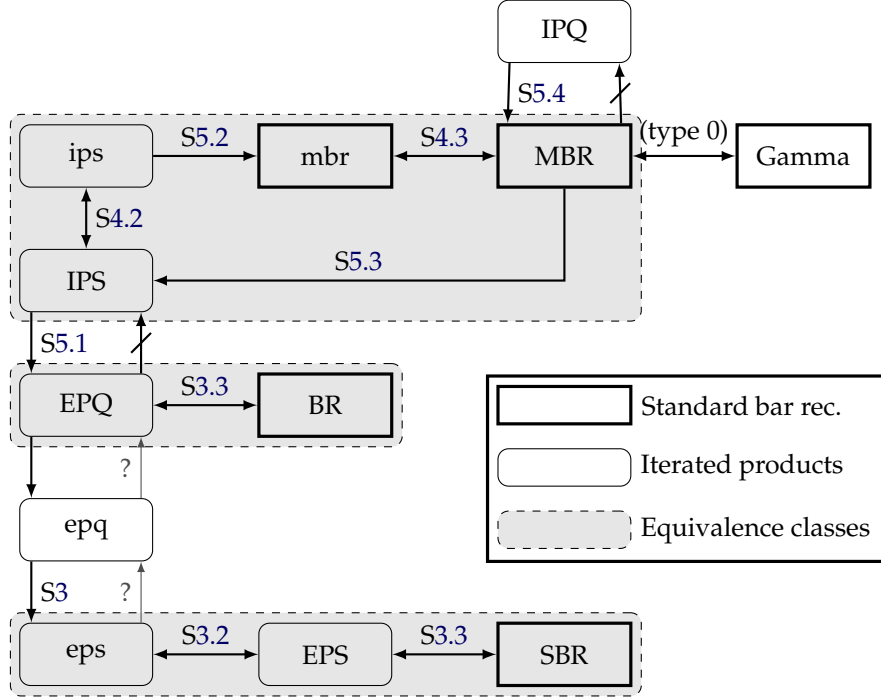 IPQ
S5.4
ips
S5.2
mbr
S4.3
MBR
(type 0)
Gamma
S4.2
IPS
S5.3
S5.1
EPQ
S3.3
BR
Standard bar rec.
?
Iterated products
epq
Equivalence classes
S3
?
eps
S3.2
EPS
S3.3
SBR